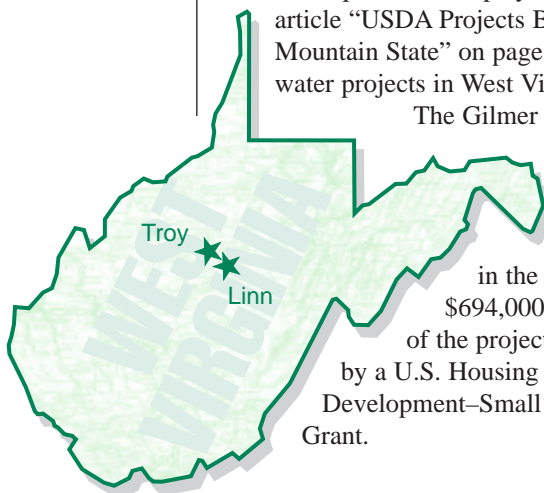 article “USDA Projects B
Mountain State” on page
water projects in West Vi
The Gilmer
WEST
VIRGINIA
Troy
Linn
in the
$694,000
of the project
by a U.S. Housing
Development–Small
Grant.